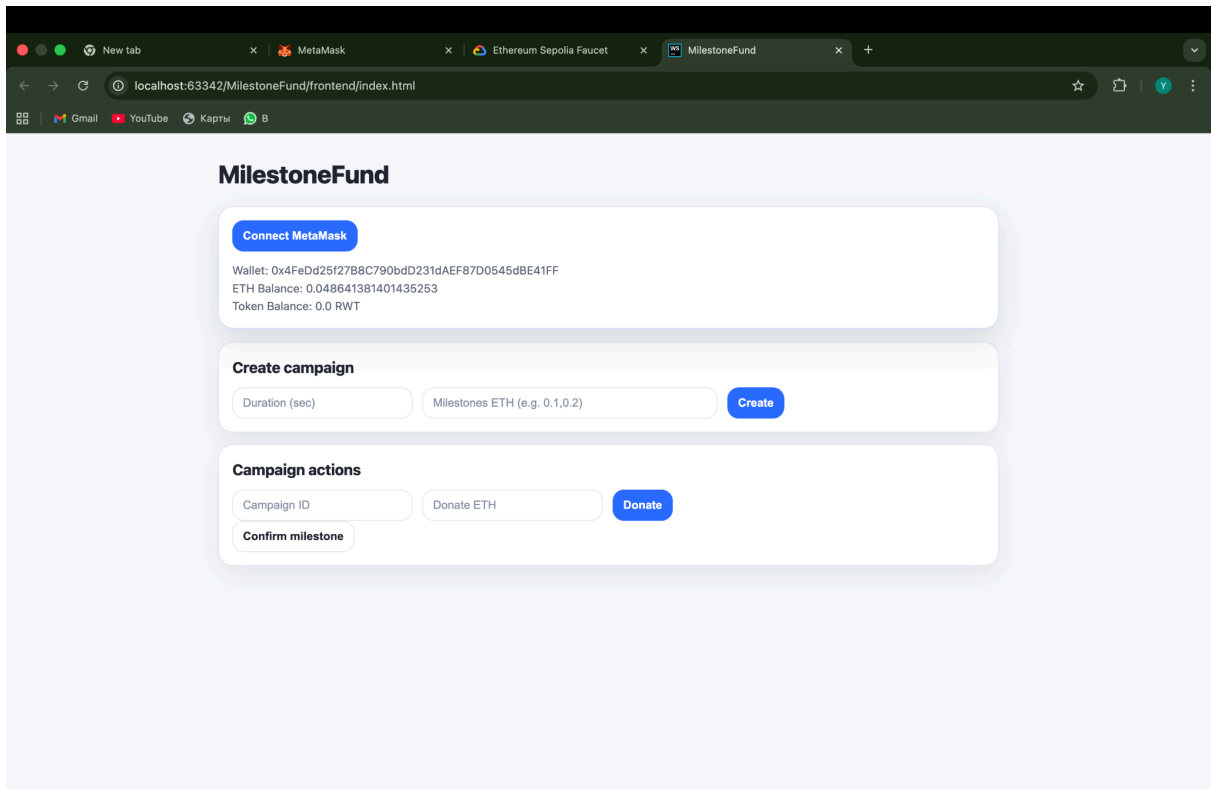 New tab
MetaMask
Ethereum Sepolia Faucet
WS
MilestoneFund
localhost:63342/MilestoneFund/frontend/index.html
Y
Gmail
YouTube
Карты
В
MilestoneFund
Connect MetaMask
Wallet: 0x4FeDd25f27B8C790bdD231dAEF87D0545dBE41FF
ETH Balance: 0.048641381401435253
Token Balance: 0.0 RWT
Create campaign
Duration (sec)
Milestones ETH (e.g. 0.1,0.2)
Create
Campaign actions
Campaign ID
Donate ETH
Donate
Confirm milestone